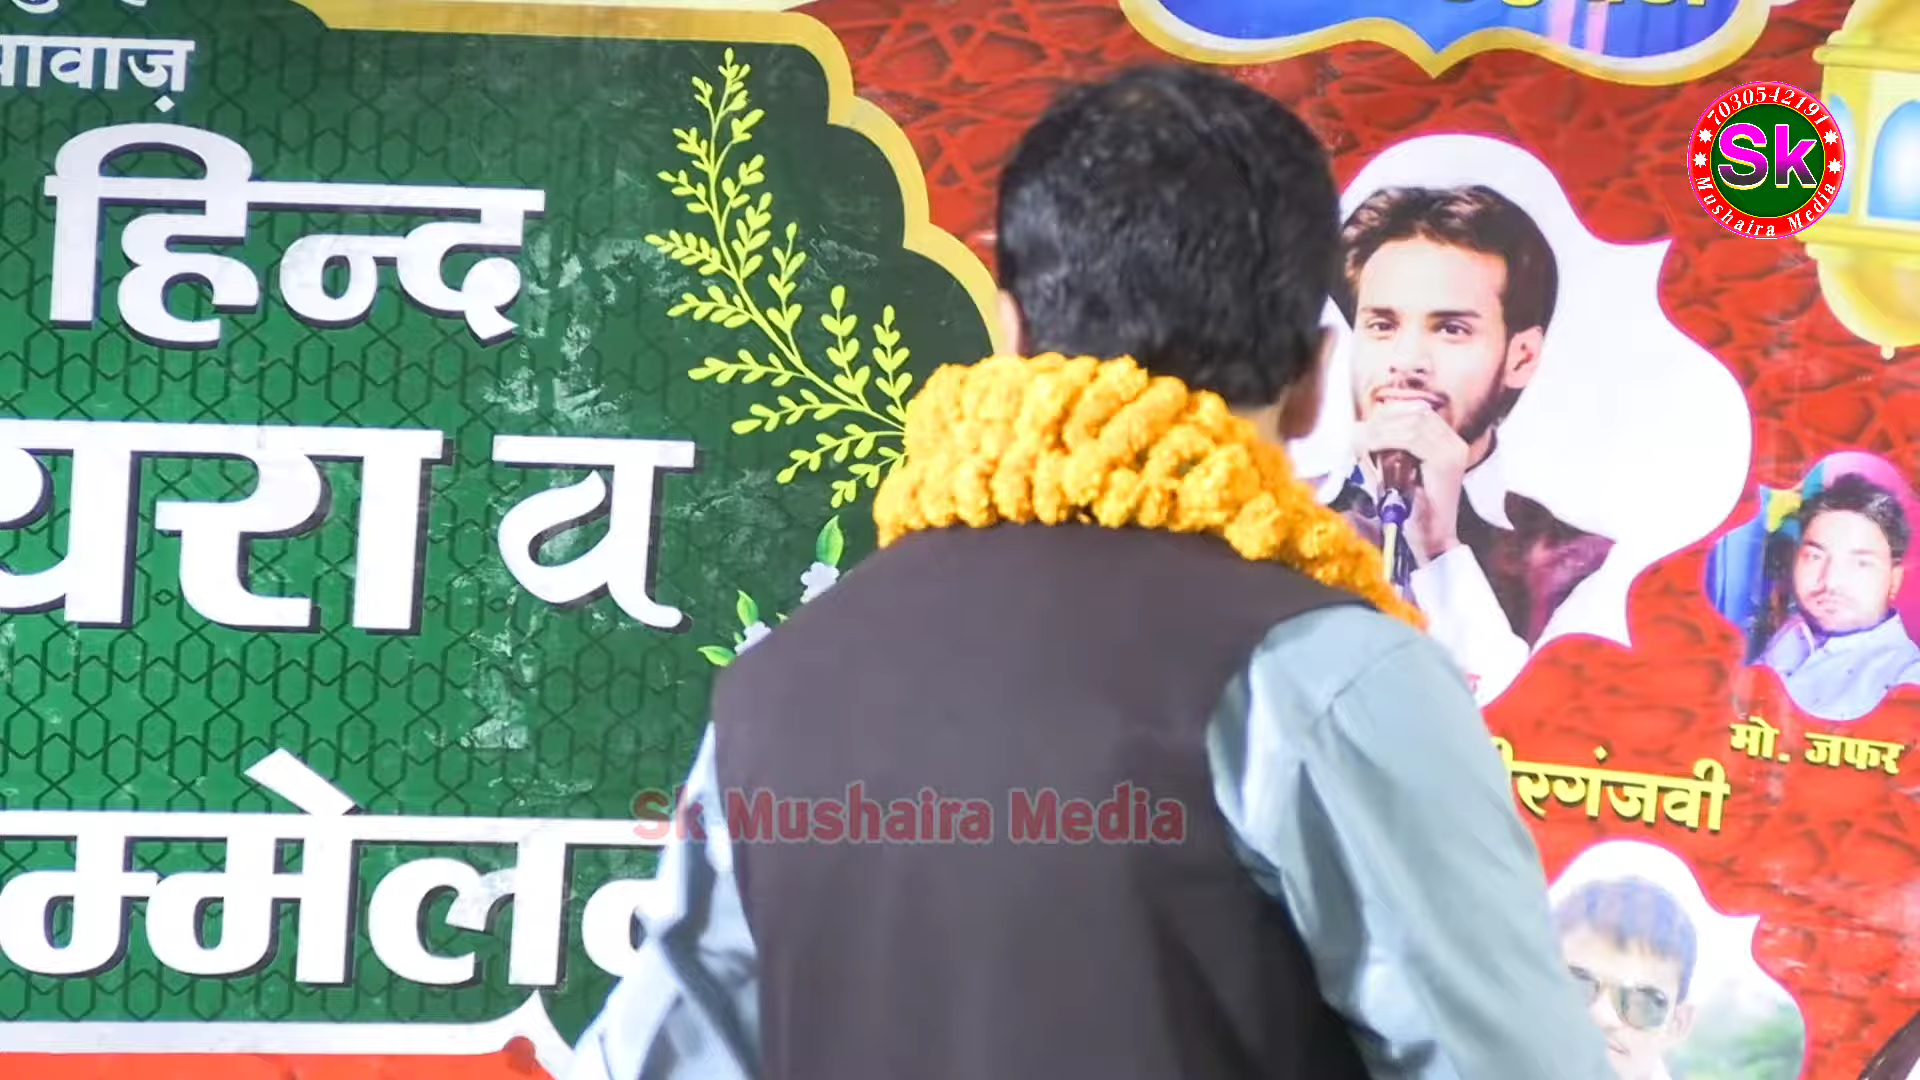 आवाज़
हिन्द
यरा व
म्मेलन
7030542191
Sk
Mushaira Media
मो. जफर
रगंजवी
Sk Mushaira Media